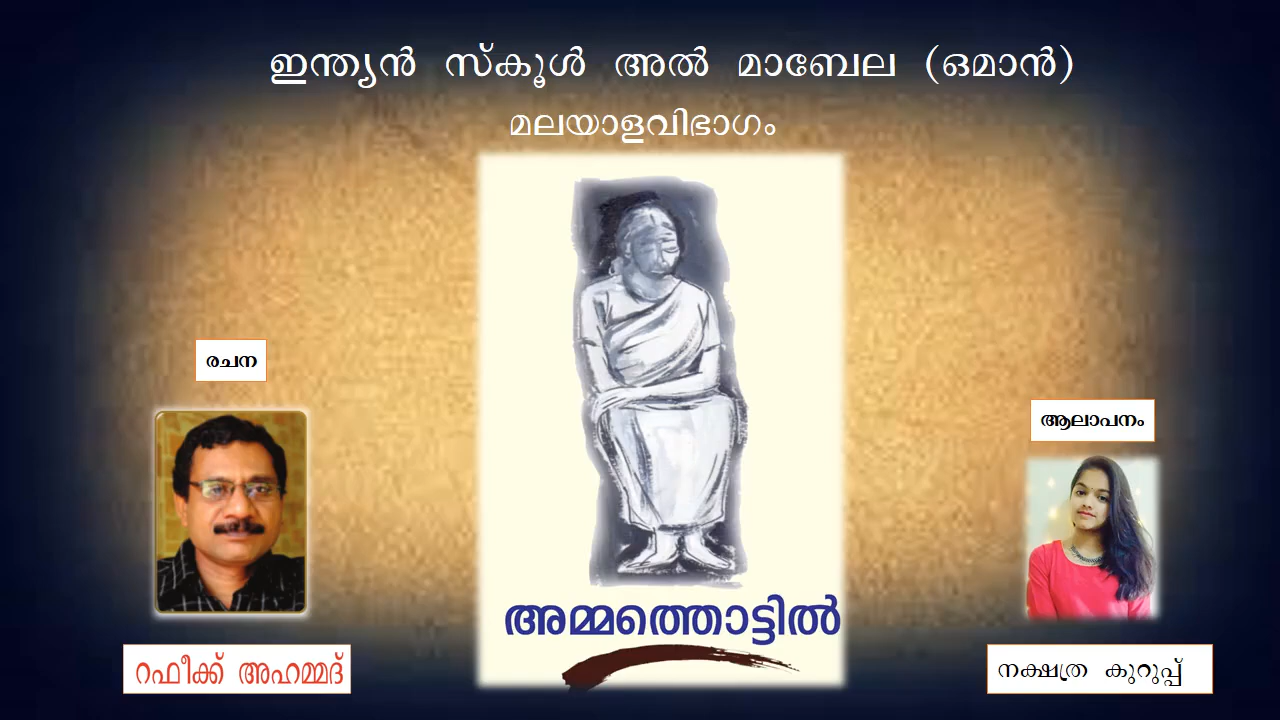 ഇന്ത്യൻ സ്കൂൾ അൽ മാബേല (ഒമാൻ)
മലയാളവിഭാഗം
രചന
റഫീക്ക് അഹമ്മദ്
അമ്മത്തൊട്ടിൽ
ആലാപനം
നക്ഷത്ര കുറുപ്പ്